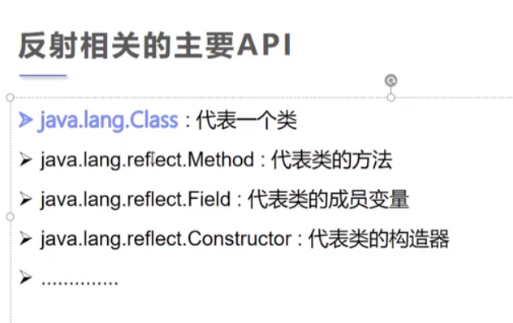 反射相关的主要API
java.lang.Class : 代表一个类
java.lang.reflect.Method : 代表类的方法
java.lang.reflect.Field : 代表类的成员变量
java.lang.reflect.Constructor : 代表类的构造器
..............